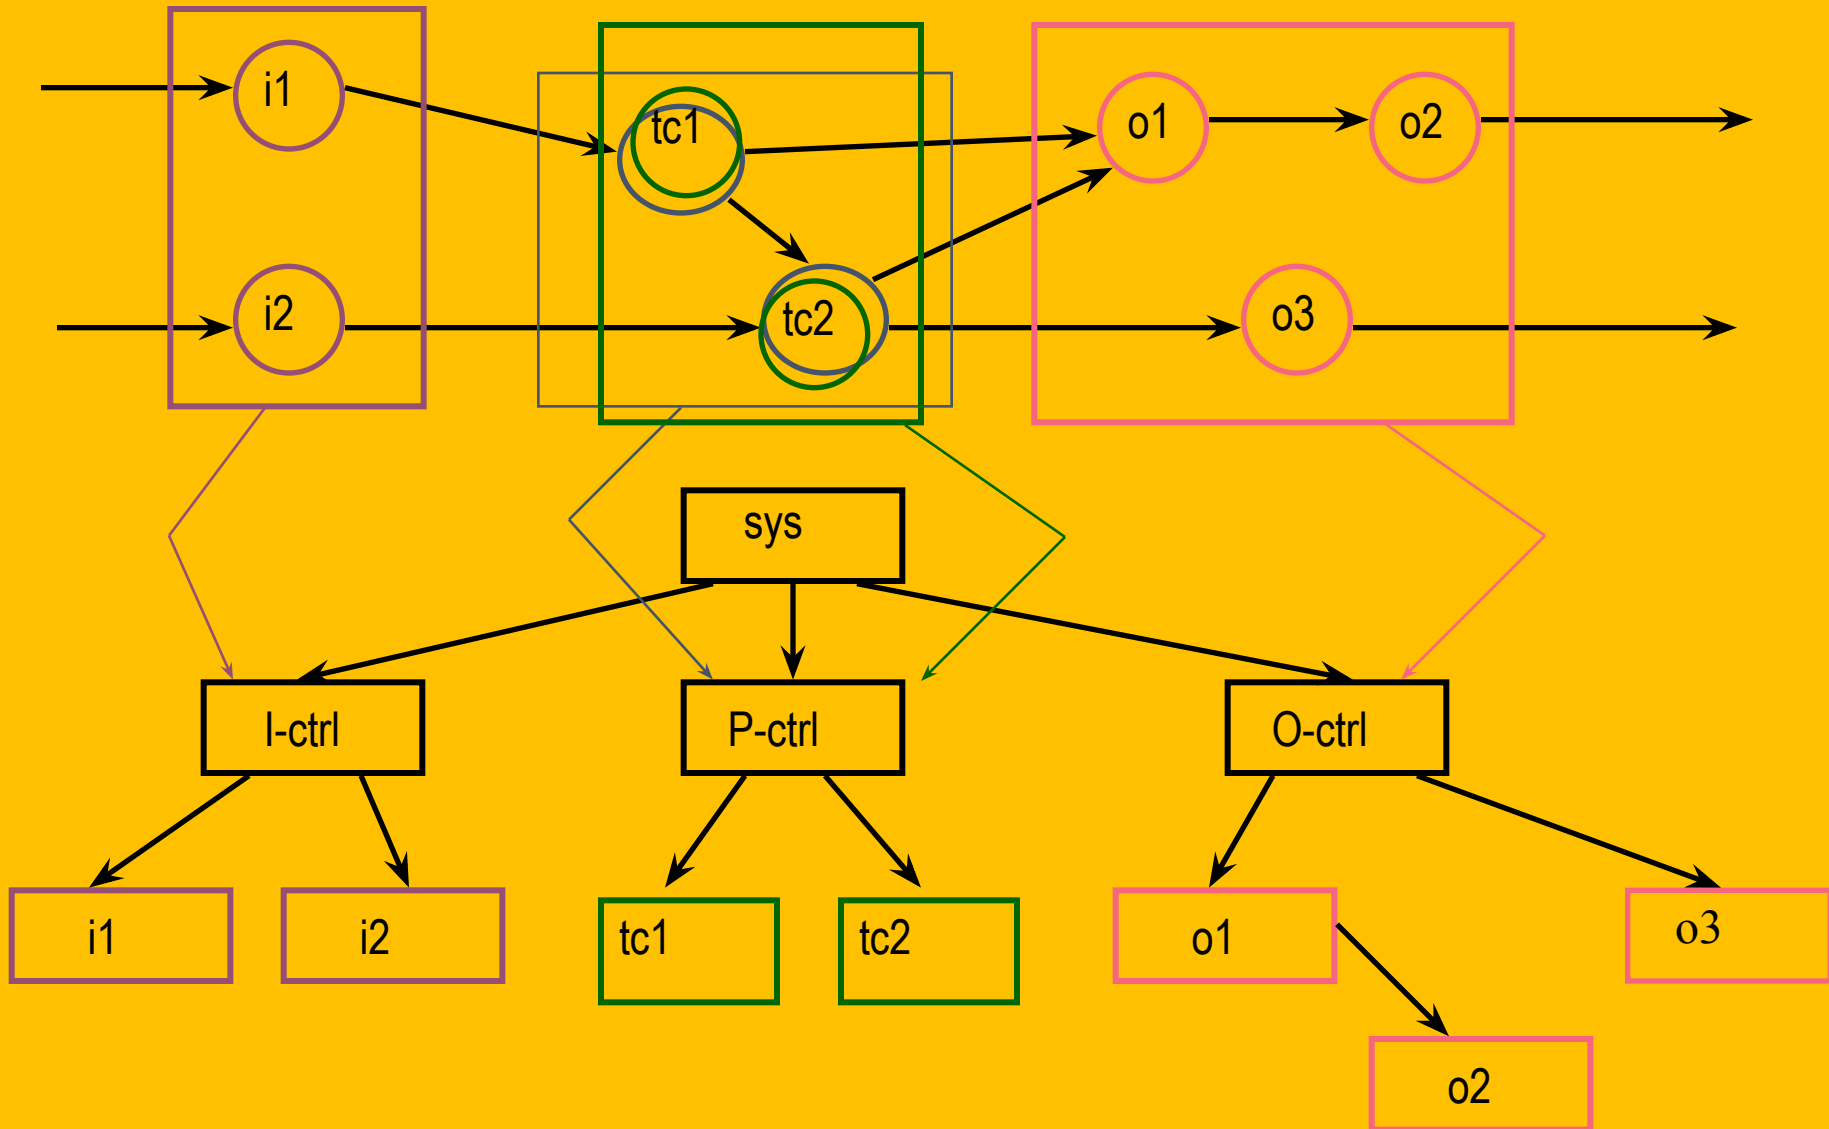 i1
tc1
o1
o2
i2
tc2
o3
sys
I-ctrl
P-ctrl
O-ctrl
i1
i2
tc1
tc2
o1
o3
o2